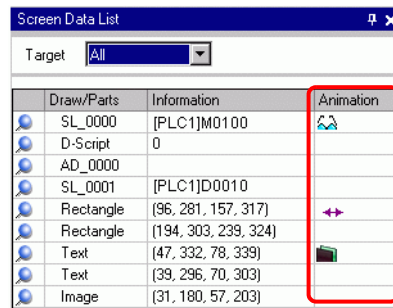 Screen Data List
Target All
Draw/Parts Information Animation
SL_0000 [PLC1]M0100
D-Script 0
AD_0000
SL_0001 [PLC1]D0010
Rectangle (96, 281, 157, 317)
Rectangle (194, 303, 239, 324)
Text (47, 332, 78, 339)
Text (39, 296, 70, 303)
Image (31, 180, 57, 203)